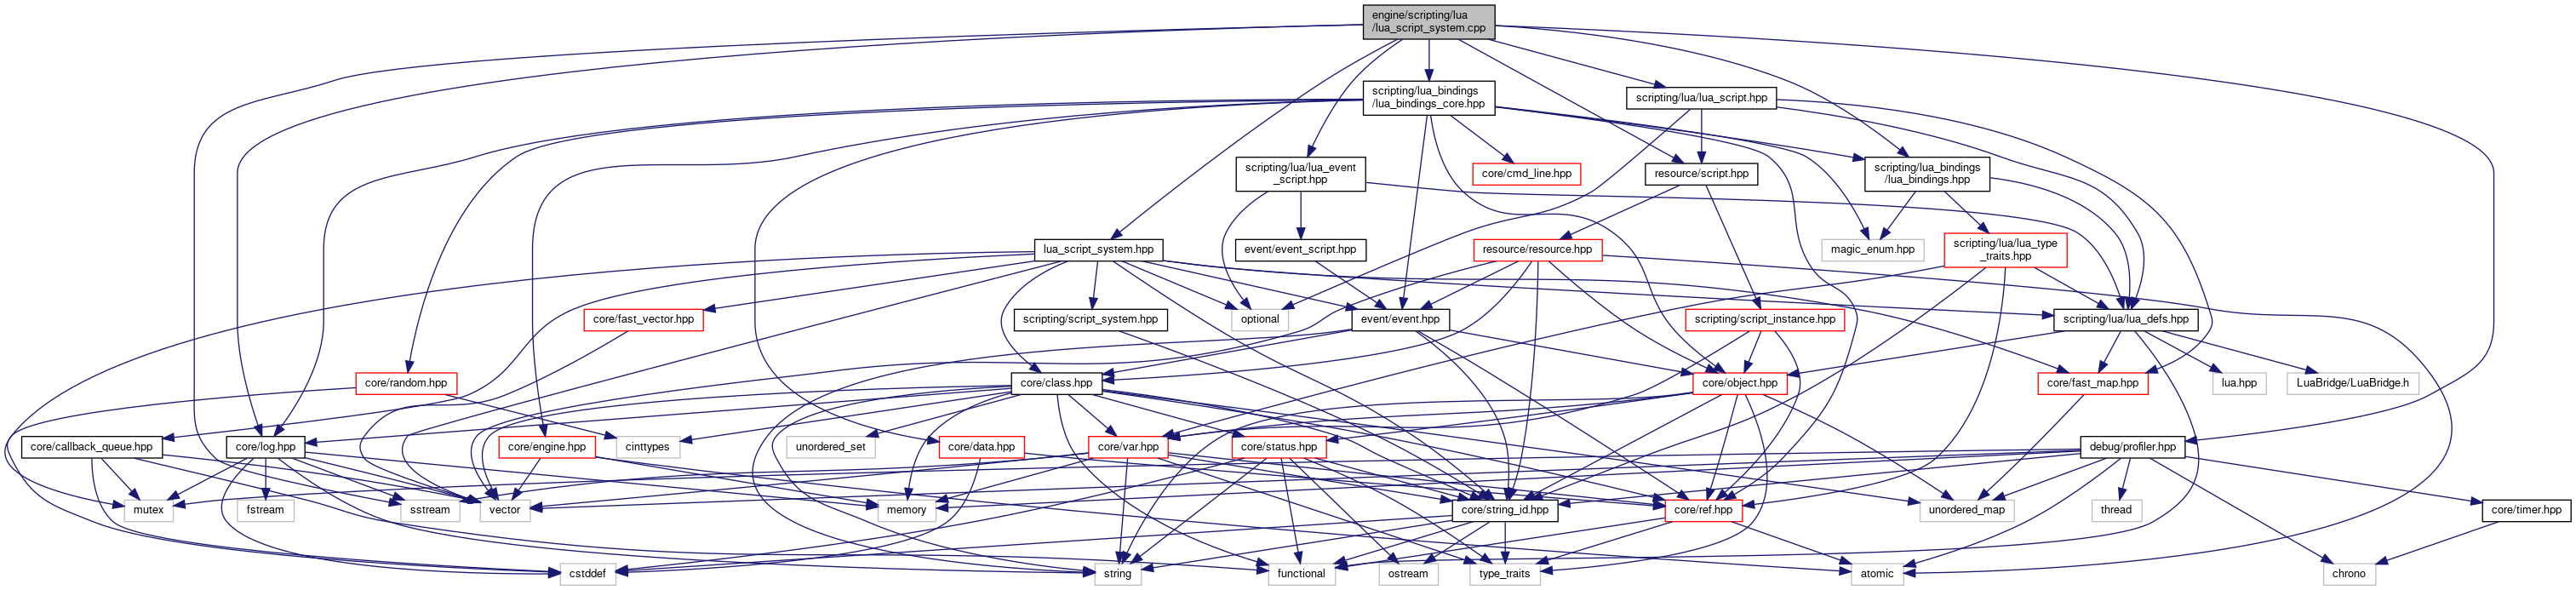 engine/scripting/lua
/lua_script_system.cpp
scripting/lua_bindings
/lua_bindings_core.hpp
scripting/lua/lua_script.hpp
scripting/lua/lua_event
_script.hpp
core/cmd_line.hpp
resource/script.hpp
scripting/lua_bindings
/lua_bindings.hpp
lua_script_system.hpp
event/event_script.hpp
resource/resource.hpp
magic_enum.hpp
scripting/lua/lua_type
_traits.hpp
core/fast_vector.hpp
scripting/script_system.hpp
optional
event/event.hpp
scripting/script_instance.hpp
scripting/lua/lua_defs.hpp
core/random.hpp
core/class.hpp
core/object.hpp
core/fast_map.hpp
lua.hpp
LuaBridge/LuaBridge.h
core/callback_queue.hpp
core/log.hpp
core/engine.hpp
cinttypes
unordered_set
core/data.hpp
core/var.hpp
core/status.hpp
debug/profiler.hpp
mutex
fstream
sstream
vector
memory
core/string_id.hpp
core/ref.hpp
unordered_map
thread
core/timer.hpp
cstddef
string
functional
ostream
type_traits
atomic
chrono